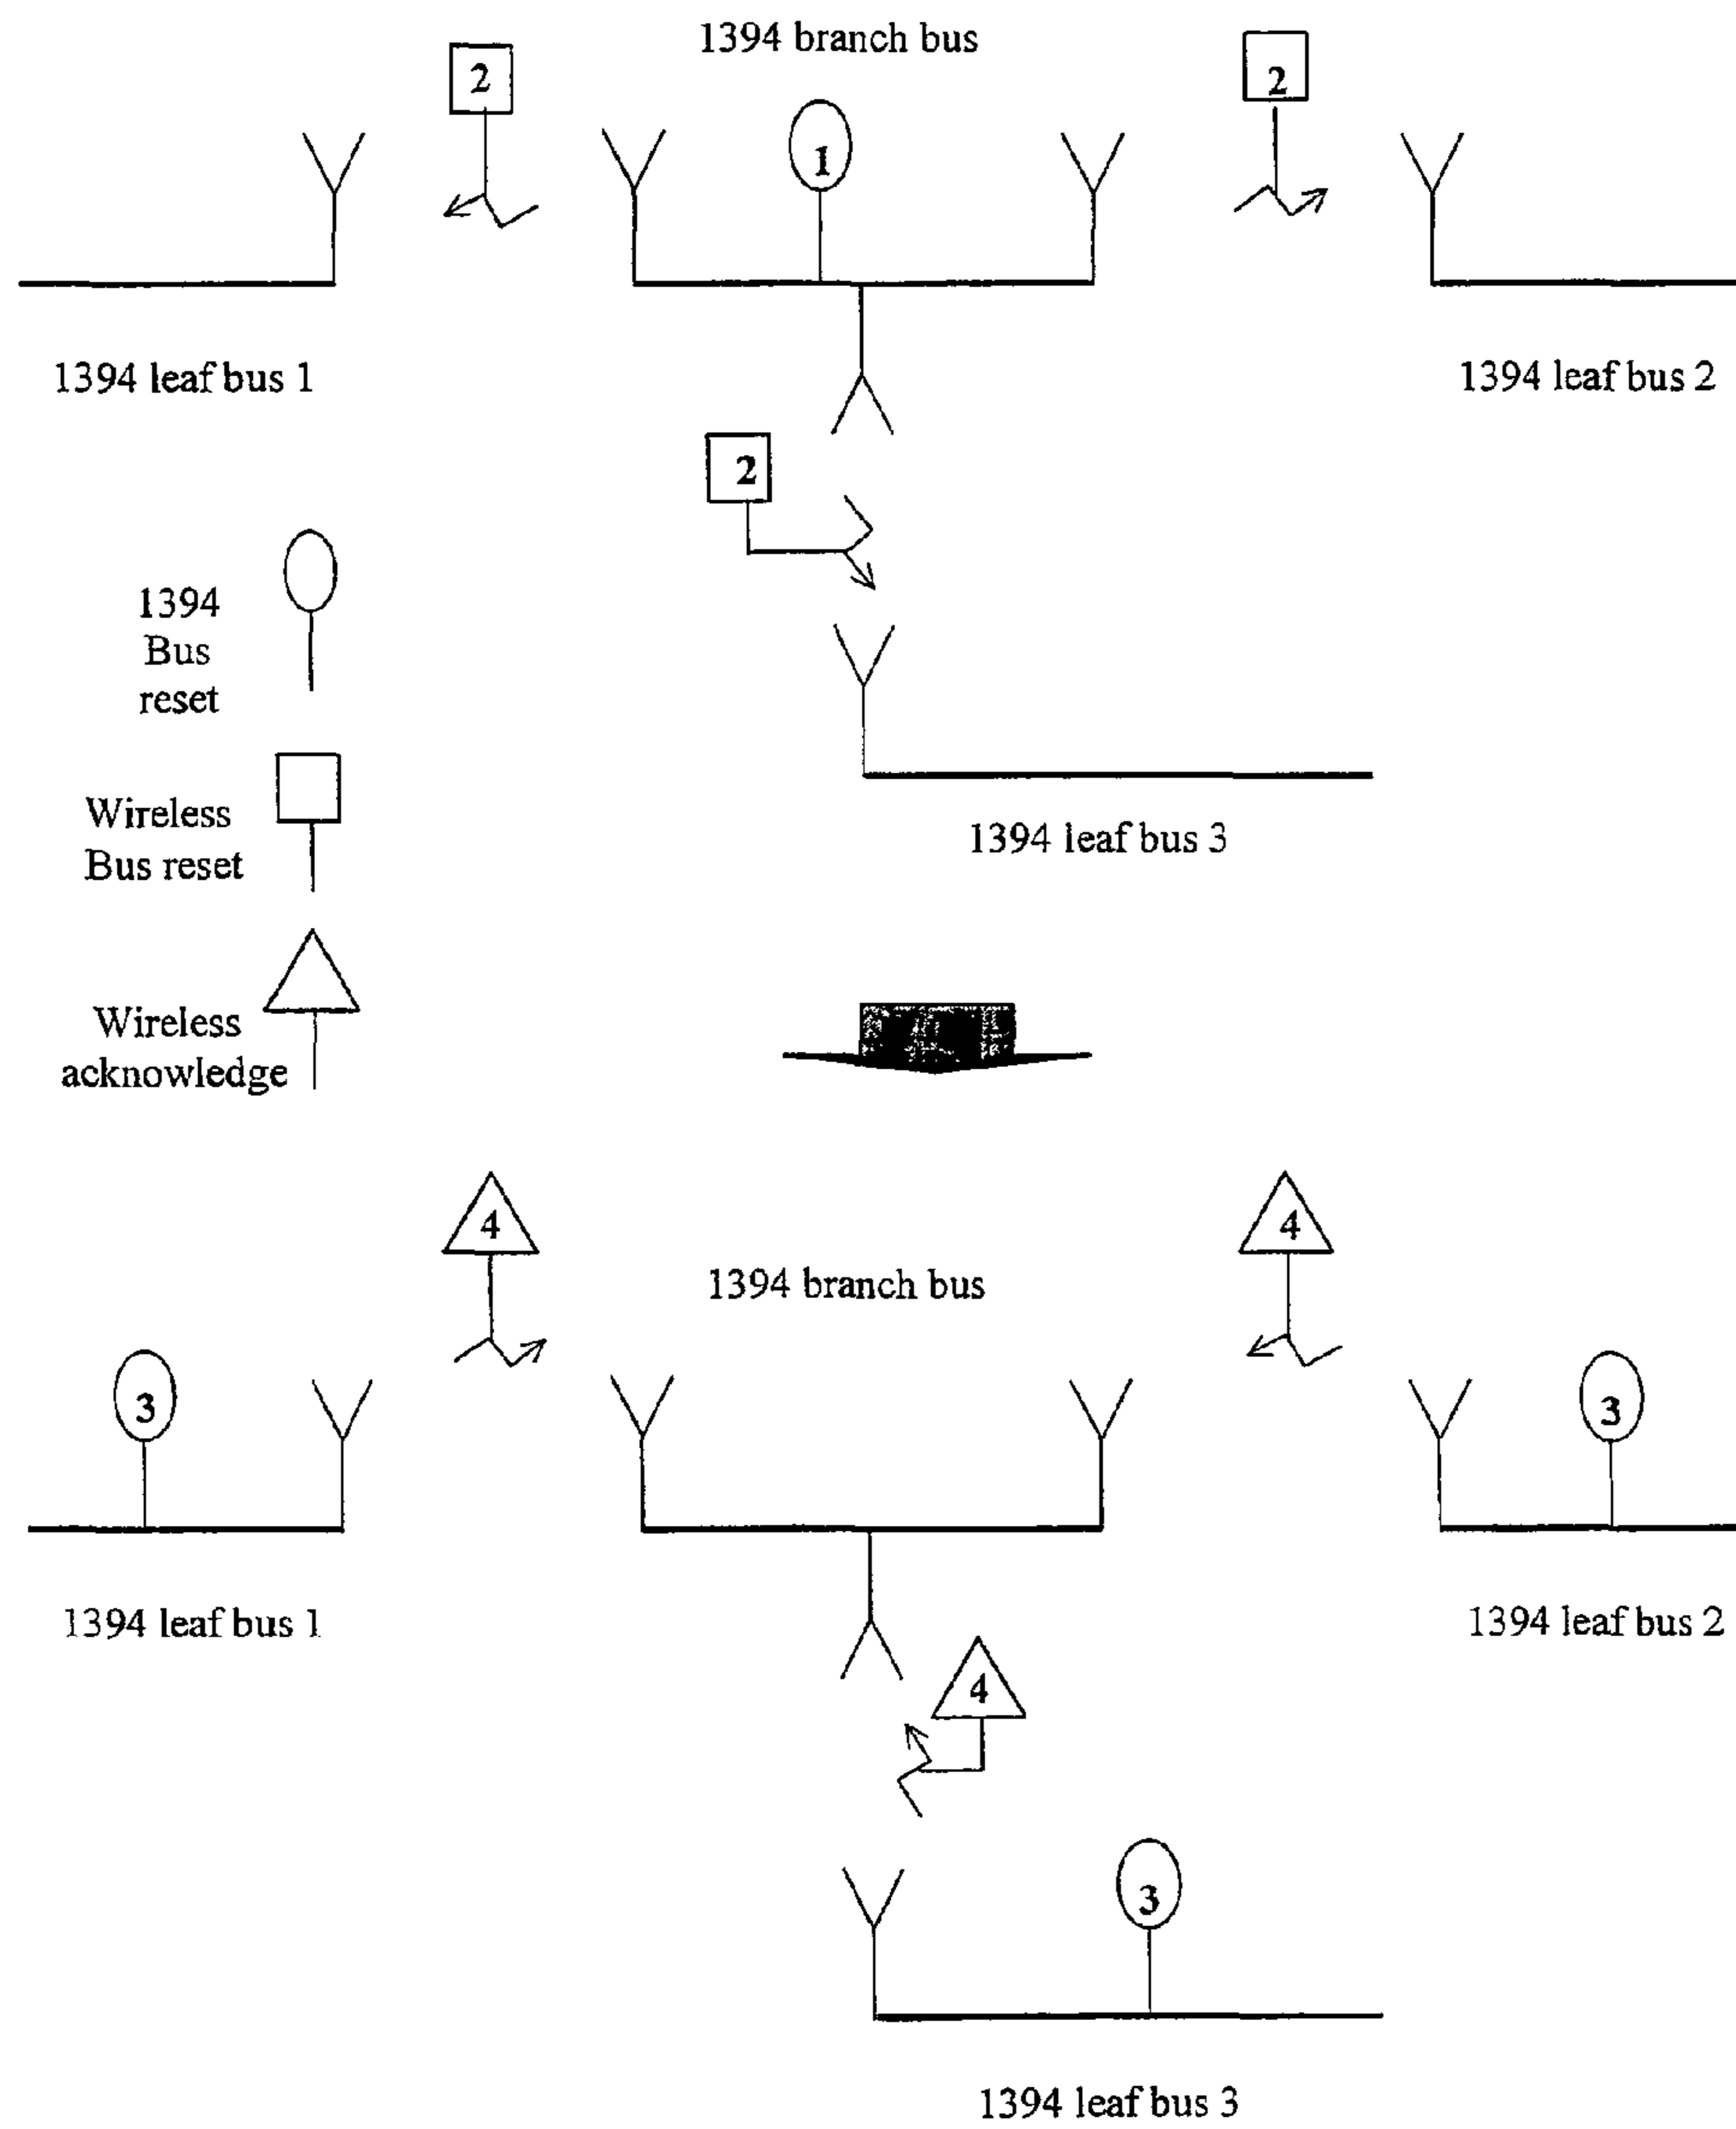 1394 branch bus
2
2
1
1394 leaf bus 1
1394 leaf bus 2
2
1394
Bus
reset
1394 leaf bus 3
Wireless
Bus reset
Wireless
acknowledge
4
4
1394 branch bus
3
3
1394 leaf bus 1
1394 leaf bus 2
4
3
1394 leaf bus 3